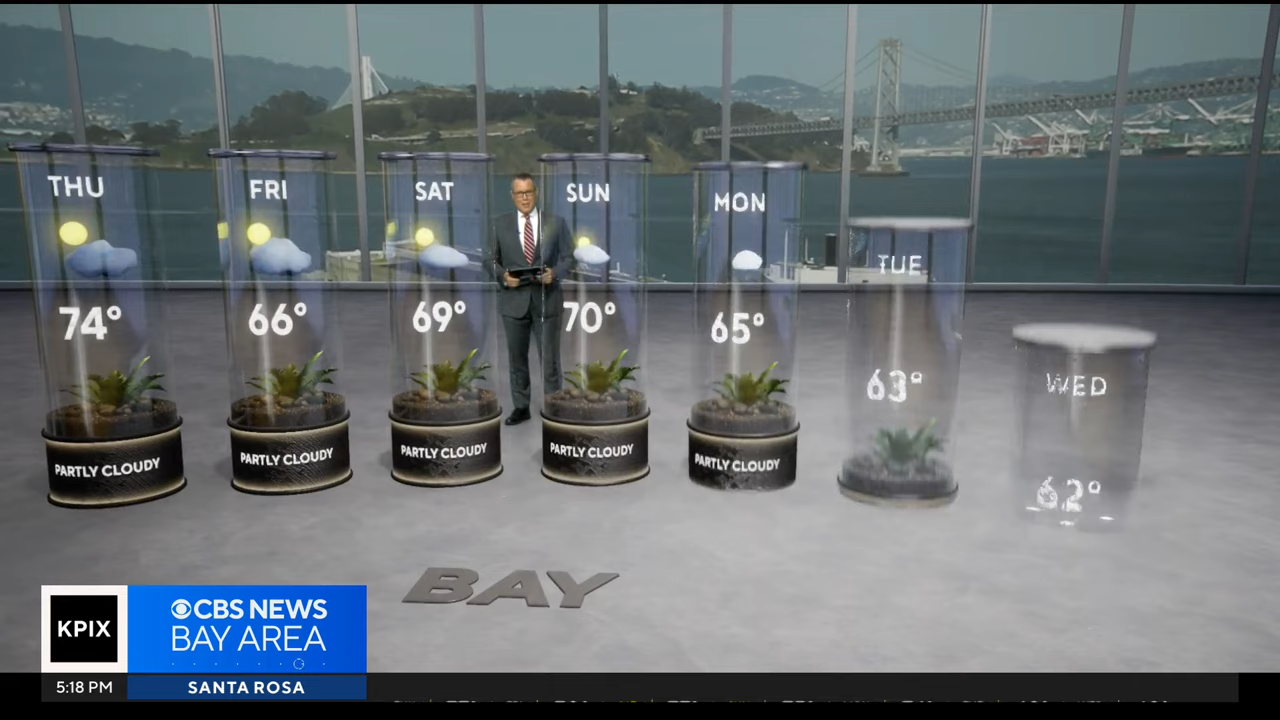 THU
FRI
SAT
SUN
MON
TUE
WED
74°
66°
69°
70°
65°
63°
62°
PARTLY CLOUDY
PARTLY CLOUDY
PARTLY CLOUDY
PARTLY CLOUDY
PARTLY CLOUDY
BAY
KPIX
CBS NEWS
BAY AREA
5:18 PM
SANTA ROSA